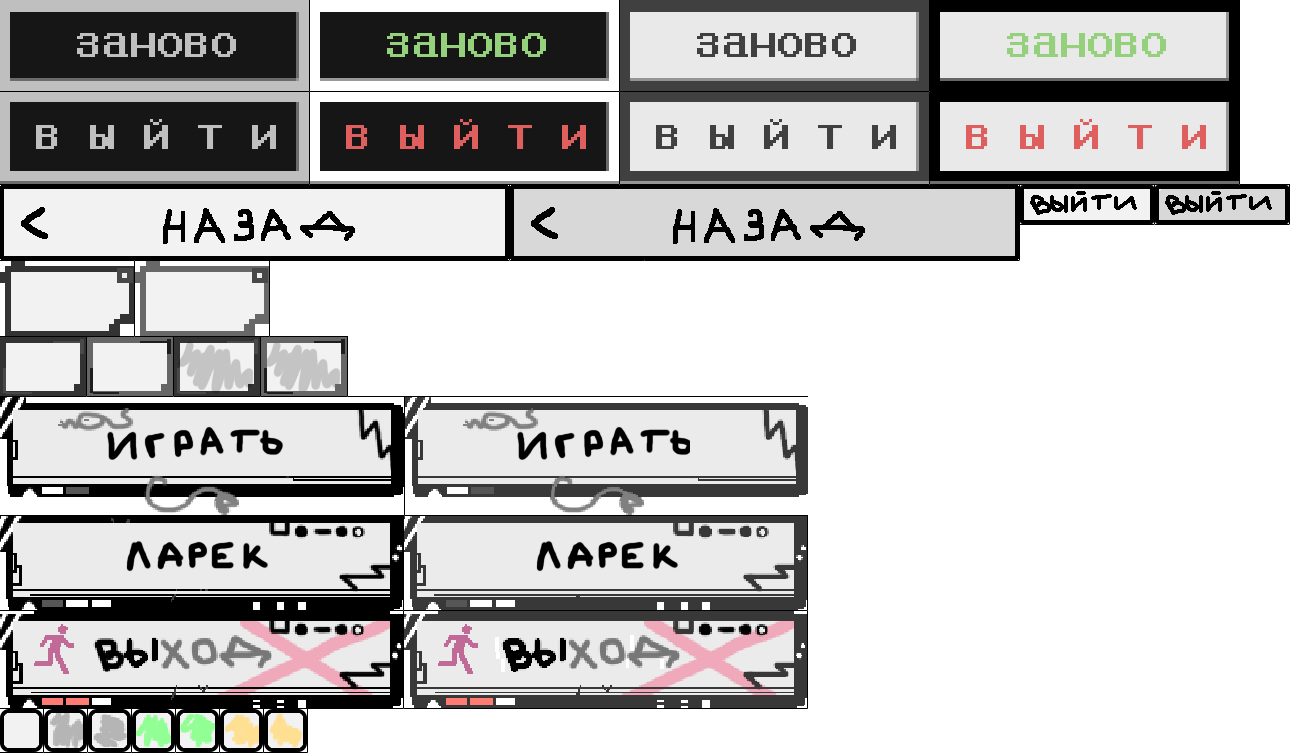 заново заново заново заново
В Ы Й Т И В Ы Й Т И В Ы Й Т И В Ы Й Т И
< НАЗАД < НАЗАД ВЫЙТИ ВЫЙТИ
ИГРАТЬ ИГРАТЬ
ЛАРЕК ЛАРЕК
ВЫХОД ВЫХОД